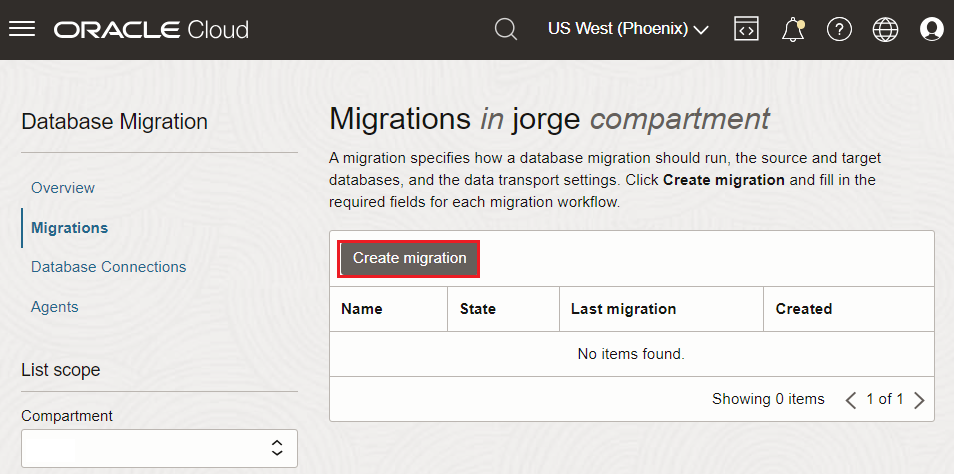 ORACLE Cloud
US West (Phoenix)
Database Migration
Overview
Migrations
Database Connections
Agents
List scope
Compartment
Migrations in jorge compartment
A migration specifies how a database migration should run, the source and target
databases, and the data transport settings. Click Create migration and fill in the
required fields for each migration workflow.
Create migration
Name State Last migration Created
No items found.
Showing 0 items 1 of 1